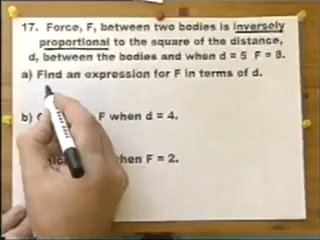 17. Force, F, between two bodies is inversely
proportional to the square of the distance,
d, between the bodies and when d = 5 F = 8.
a) Find an expression for F in terms of d.
b) F when d = 4.
when F = 2.